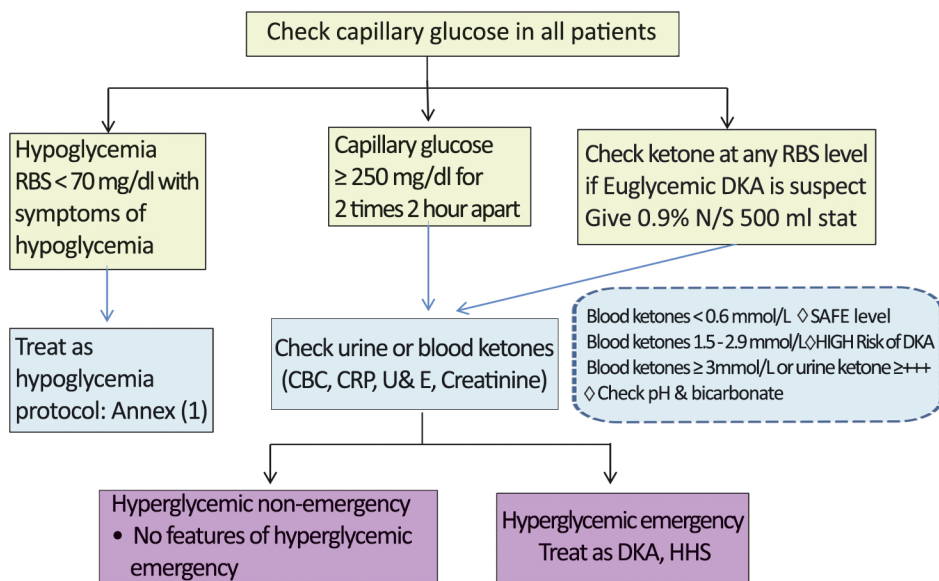 Check capillary glucose in all patients
Hypoglycemia
RBS < 70 mg/dl with
symptoms of
hypoglycemia
Capillary glucose
≥ 250 mg/dl for
2 times 2 hour apart
Check ketone at any RBS level
if Euglycemic DKA is suspect
Give 0.9% N/S 500 ml stat
Treat as
hypoglycemia
protocol: Annex (1)
Check urine or blood ketones
(CBC, CRP, U& E, Creatinine)
Blood ketones < 0.6 mmol/L ◊ SAFE level
Blood ketones 1.5 - 2.9 mmol/L◊HIGH Risk of DKA
Blood ketones ≥ 3mmol/L or urine ketone ≥+++
◊ Check pH & bicarbonate
Hyperglycemic non-emergency
• No features of hyperglycemic
emergency
Hyperglycemic emergency
Treat as DKA, HHS